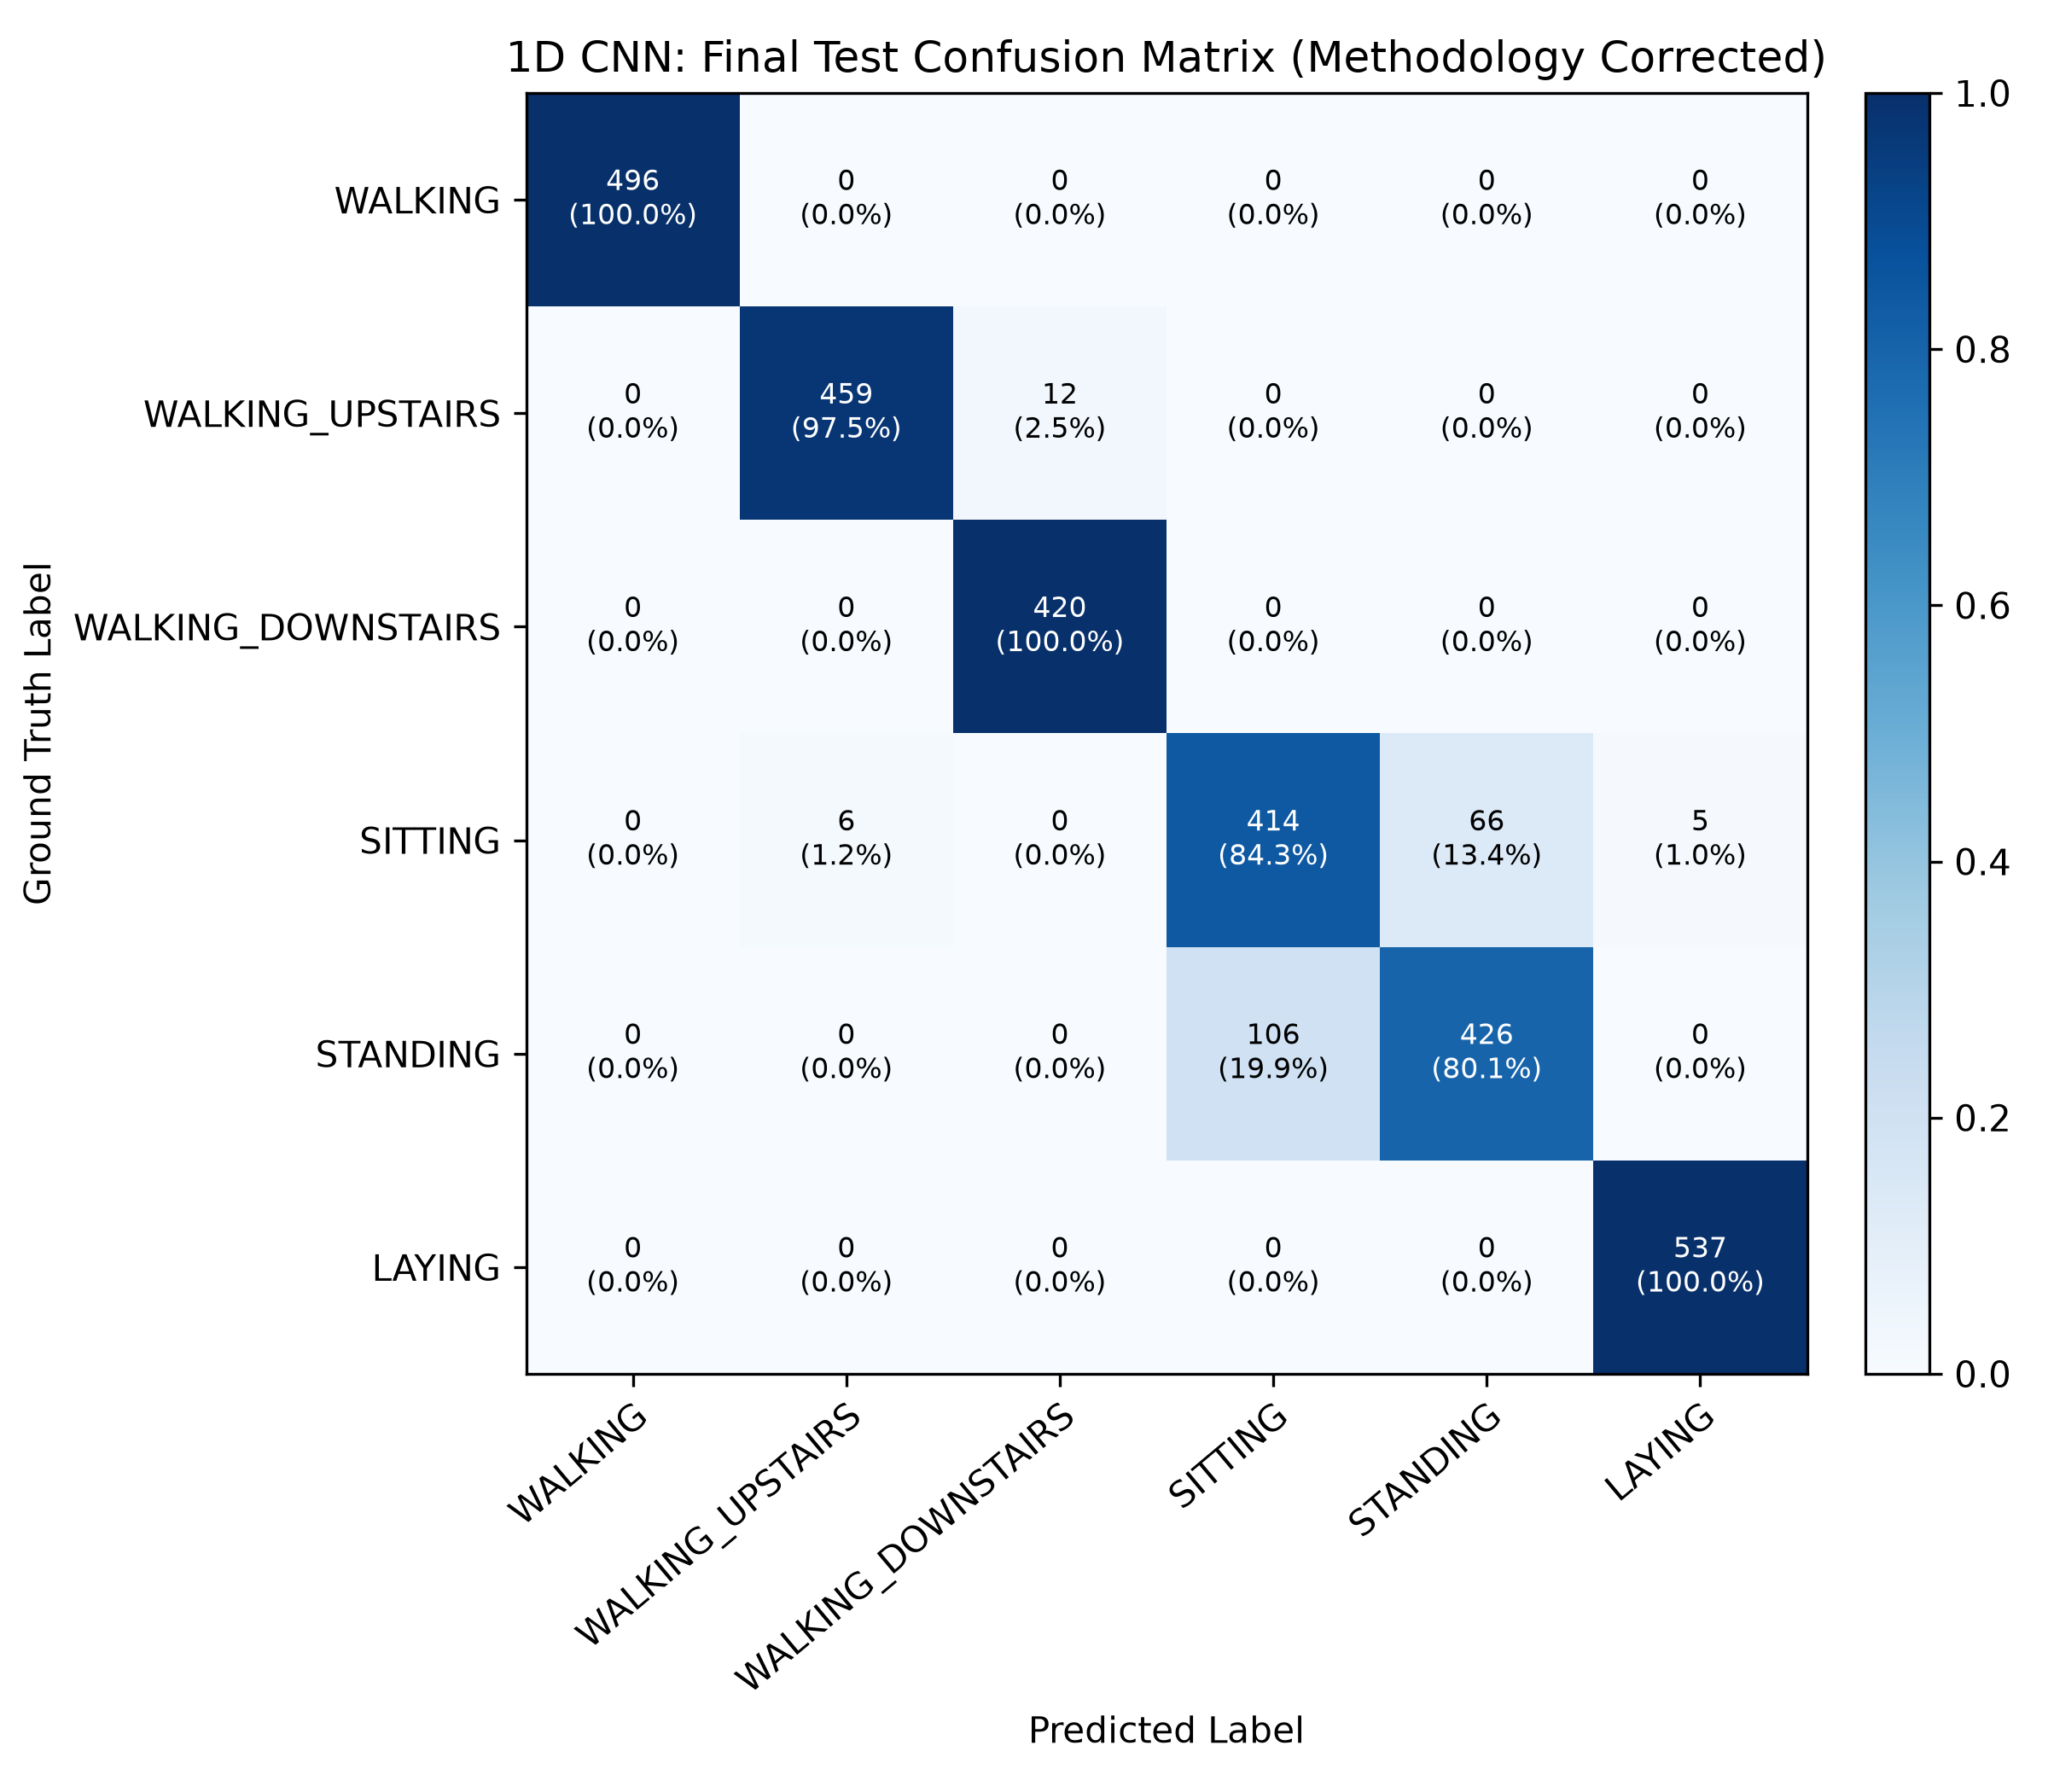 1D CNN: Final Test Confusion Matrix (Methodology Corrected)
1.0
0.8
0.6
0.4
0.2
0.0
Ground Truth Label
WALKING
496 0 0 0 0 0
(100.0%) (0.0%) (0.0%) (0.0%) (0.0%) (0.0%)
WALKING_UPSTAIRS
0 459 12 0 0 0
(0.0%) (97.5%) (2.5%) (0.0%) (0.0%) (0.0%)
WALKING_DOWNSTAIRS
0 0 420 0 0 0
(0.0%) (0.0%) (100.0%) (0.0%) (0.0%) (0.0%)
SITTING
0 6 0 414 66 5
(0.0%) (1.2%) (0.0%) (84.3%) (13.4%) (1.0%)
STANDING
0 0 0 106 426 0
(0.0%) (0.0%) (0.0%) (19.9%) (80.1%) (0.0%)
LAYING
0 0 0 0 0 537
(0.0%) (0.0%) (0.0%) (0.0%) (0.0%) (100.0%)
WALKING
WALKING_UPSTAIRS
WALKING_DOWNSTAIRS
SITTING
STANDING
LAYING
Predicted Label